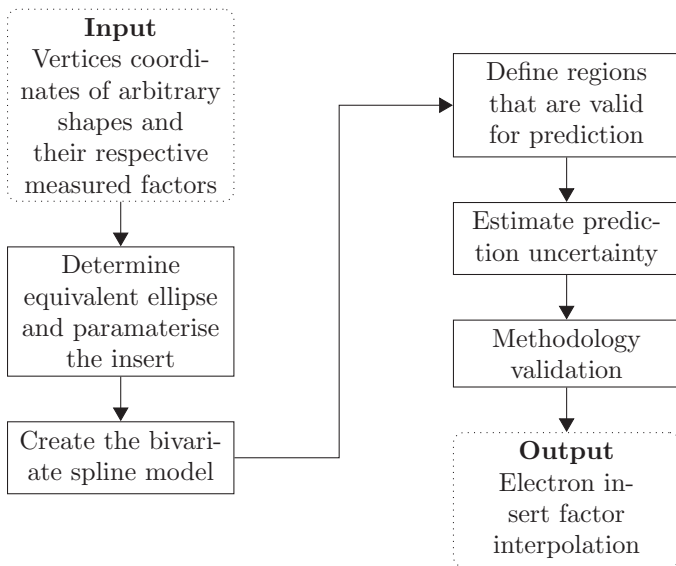 Input
Vertices coordi-
nates of arbitrary
shapes and
their respective
measured factors
Determine
equivalent ellipse
and paramaterise
the insert
Create the bivari-
ate spline model
Define regions
that are valid
for prediction
Estimate predic-
tion uncertainty
Methodology
validation
Output
Electron in-
sert factor
interpolation